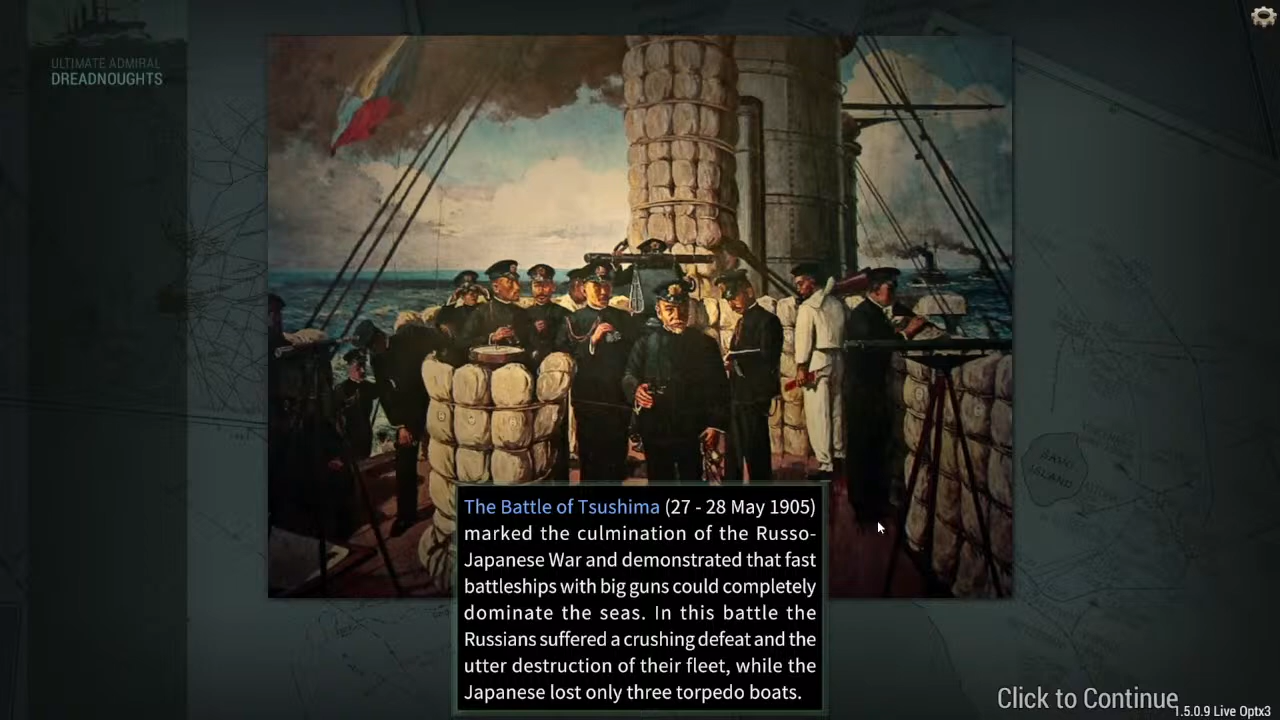 ULTIMATE ADMIRAL
DREADNOUGHTS
The Battle of Tsushima (27 - 28 May 1905)
marked the culmination of the Russo-
Japanese War and demonstrated that fast
battleships with big guns could completely
dominate the seas. In this battle the
Russians suffered a crushing defeat and the
utter destruction of their fleet, while the
Japanese lost only three torpedo boats.
SAVO
ISLAND
Click to Continue
1.5.0.9 Live Optx3